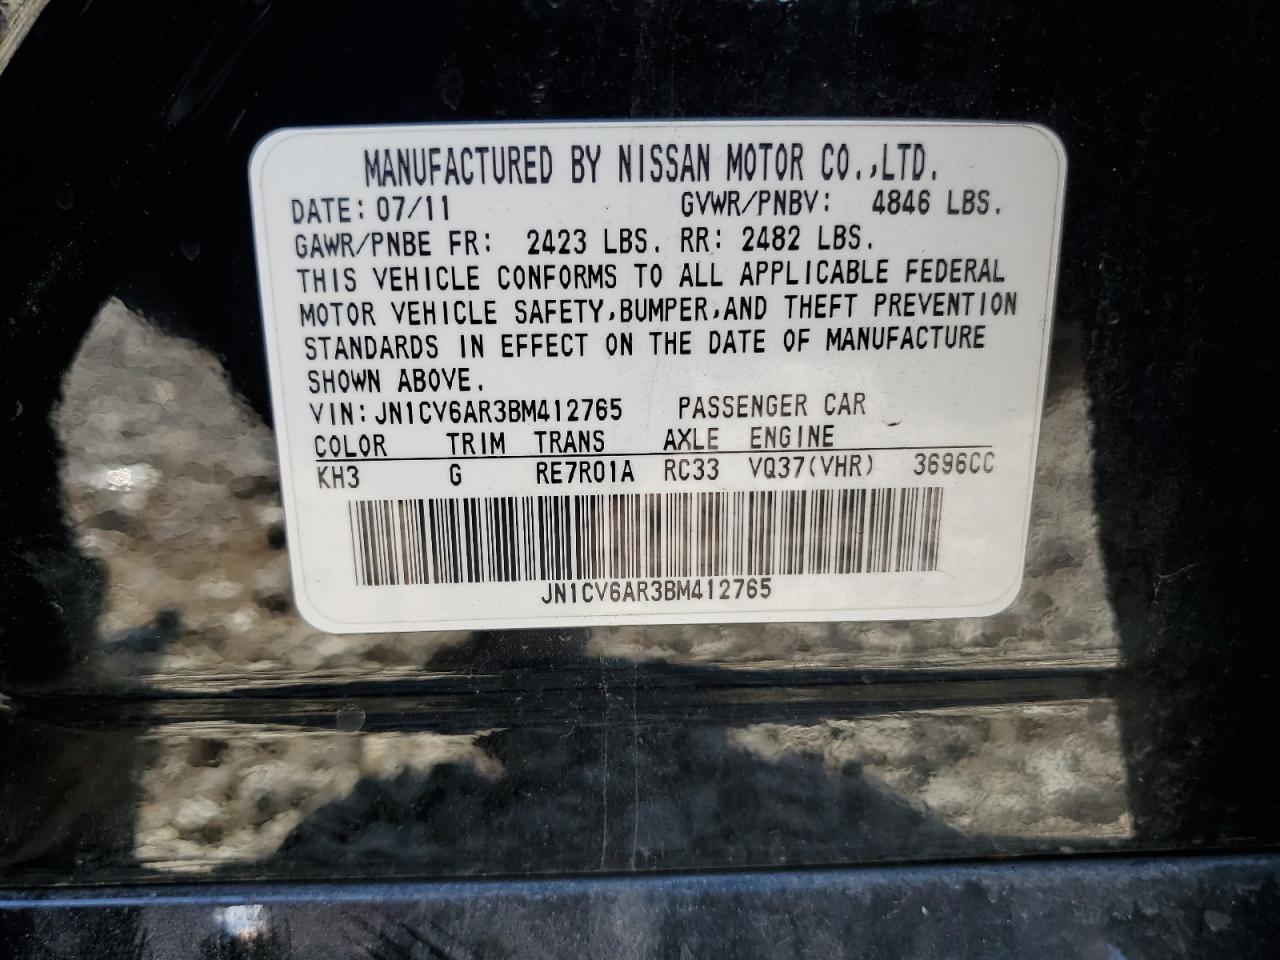 MANUFACTURED BY NISSAN MOTOR CO.,LTD.
DATE: 07/11 GVWR/PNBV: 4846 LBS.
GAWR/PNBE FR: 2423 LBS. RR: 2482 LBS.
THIS VEHICLE CONFORMS TO ALL APPLICABLE FEDERAL
MOTOR VEHICLE SAFETY,BUMPER,AND THEFT PREVENTION
STANDARDS IN EFFECT ON THE DATE OF MANUFACTURE
SHOWN ABOVE.
VIN: JN1CV6AR3BM412765 PASSENGER CAR
COLOR TRIM TRANS AXLE ENGINE
KH3 G RE7R01A RC33 VQ37(VHR) 3696CC
JN1CV6AR3BM412765